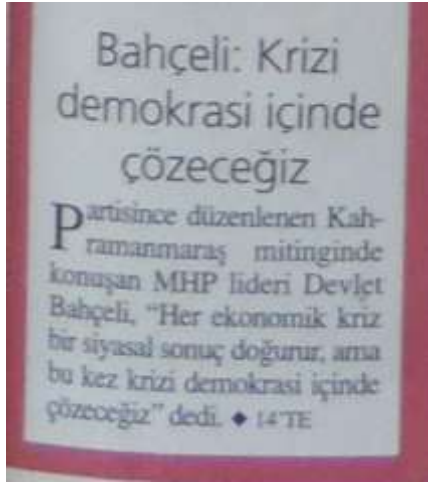 Bahçeli: Krizi
demokrasi içinde
çözeceğiz
Partisince düzenlenen Kah-
ramanmaraş mitinginde
konuşan MHP lideri Devlet
Bahçeli, “Her ekonomik kriz
bir siyasal sonuç doğurur, ama
bu kez krizi demokrasi içinde
çözeceğiz” dedi. ◆ 14'TE